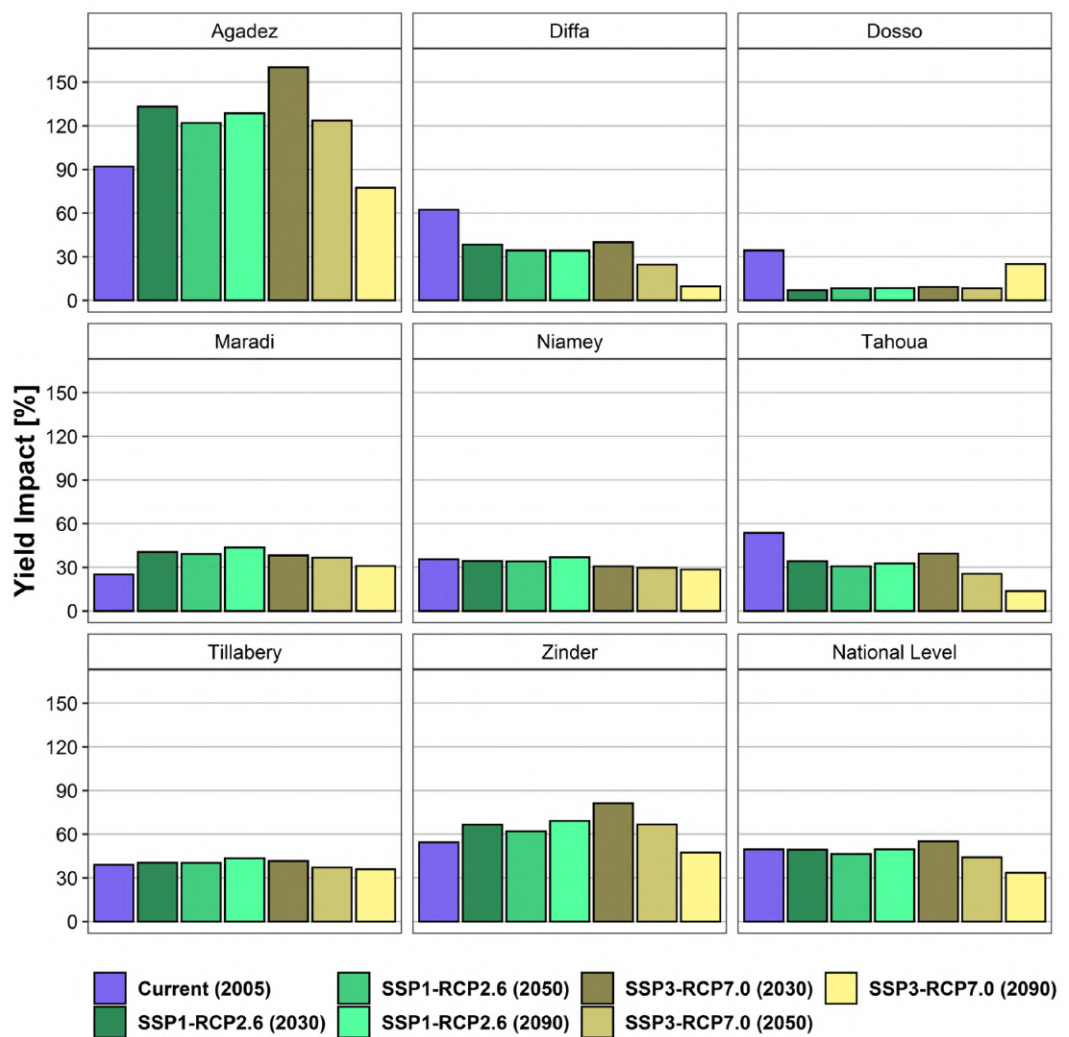 Agadez
Diffa
Dosso
150
120
90
60
30
0
Maradi
Niamey
Tahoua
150
120
90
60
30
0
Yield Impact [%]
Tillabery
Zinder
National Level
150
120
90
60
30
0
Current (2005)
SSP1-RCP2.6 (2050)
SSP3-RCP7.0 (2030)
SSP3-RCP7.0 (2090)
SSP1-RCP2.6 (2030)
SSP1-RCP2.6 (2090)
SSP3-RCP7.0 (2050)